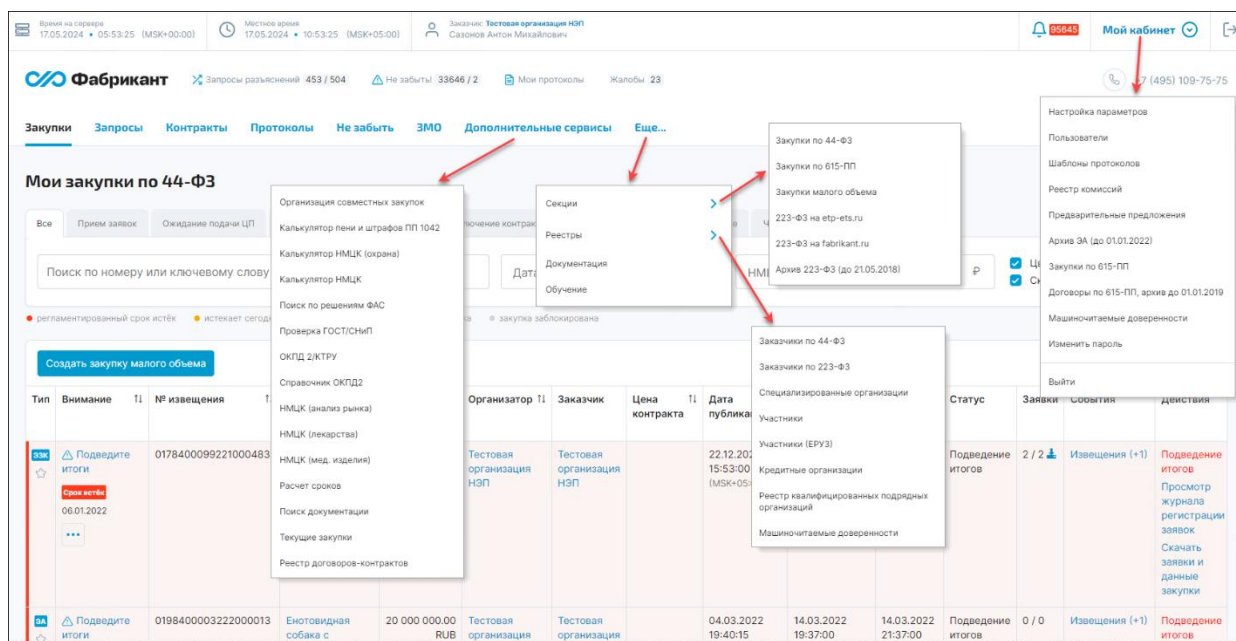 Время на сервере
17.05.2024 • 05:53:25 (MSK+00:00)
Местное время
17.05.2024 • 10:53:25 (MSK+05:00)
Заказчик: Тестовая организация НЭП
Сазонов Антон Михайлович
95645
Мой кабинет
Фабрикант
Запросы разъяснений 453 / 504
Не забыть! 33646 / 2
Мои протоколы
Жалобы 23
7 (495) 109-75-75
Закупки Запросы Контракты Протоколы Не забыть ЗМО Дополнительные сервисы Еще...
Мои закупки по 44-ФЗ
Все
Прием заявок
Ожидание подачи ЦП
лючение контрак
Поиск по номеру или ключевому слову
Дат
НМ
₽
регламентированный срок истёк
истекает сегод
закупка заблокирована
Создать закупку малого объема
Организация совместных закупок
Калькулятор пени и штрафов ПП 1042
Калькулятор НМЦК (охрана)
Калькулятор НМЦК
Поиск по решениям ФАС
Проверка ГОСТ/СНиП
ОКПД 2/КТРУ
Справочник ОКПД2
НМЦК (анализ рынка)
НМЦК (лекарства)
НМЦК (мед. изделия)
Расчет сроков
Поиск документации
Текущие закупки
Реестр договоров-контрактов
Секции
Реестры
Документация
Обучение
Закупки по 44-ФЗ
Закупки по 615-ПП
Закупки малого объема
223-ФЗ на etp-ets.ru
223-ФЗ на fabrikant.ru
Архив 223-ФЗ (до 21.05.2018)
Заказчики по 44-ФЗ
Заказчики по 223-ФЗ
Специализированные организации
Участники
Участники (ЕРУЗ)
Кредитные организации
Реестр квалифицированных подрядных
организаций
Машиночитаемые доверенности
Настройка параметров
Пользователи
Шаблоны протоколов
Реестр комиссий
Предварительные предложения
Архив ЭА (до 01.01.2022)
Закупки по 615-ПП
Договоры по 615-ПП, архив до 01.01.2019
Машиночитаемые доверенности
Изменить пароль
Выйти
Тип
Внимание
№ извещения
Организатор
Заказчик
Цена
контракта
Дата
публика
Статус
Заявки
События
Действия
ЭЗК
Подведите
итоги
Срок истёк
06.01.2022
0178400099221000483
Тестовая
организация
НЭП
Тестовая
организация
НЭП
22.12.202
15:53:00
(MSK+05:
Подведение
итогов
2 / 2
Извещения (+1)
Подведение
итогов
Просмотр
журнала
регистрации
заявок
Скачать
заявки и
данные
закупки
ЭА
Подведите
итоги
0198400003222000013
Енотовидная
собака с
20 000 000.00
RUB
Тестовая
организация
Тестовая
организация
04.03.2022
19:40:15
14.03.2022
19:37:00
14.03.2022
21:37:00
Подведение
итогов
0 / 0
Извещения (+1)
Подведение
итогов